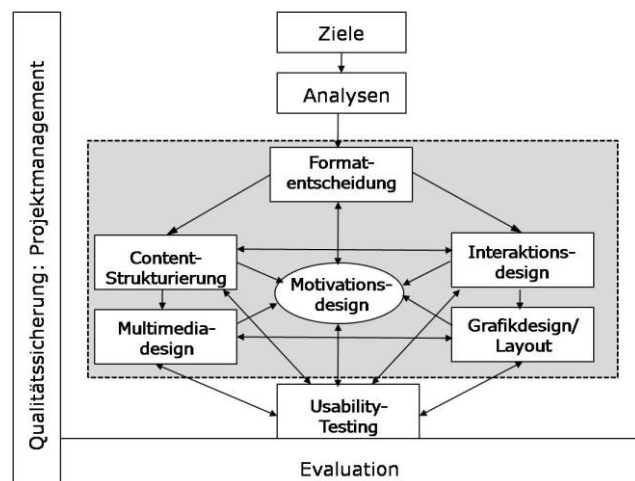 Qualitätssicherung: Projektmanagement
Ziele
Analysen
Format-
entscheidung
Content-
Strukturierung
Interaktions-
design
Motivations-
design
Multimedia-
design
Grafikdesign/
Layout
Usability-
Testing
Evaluation